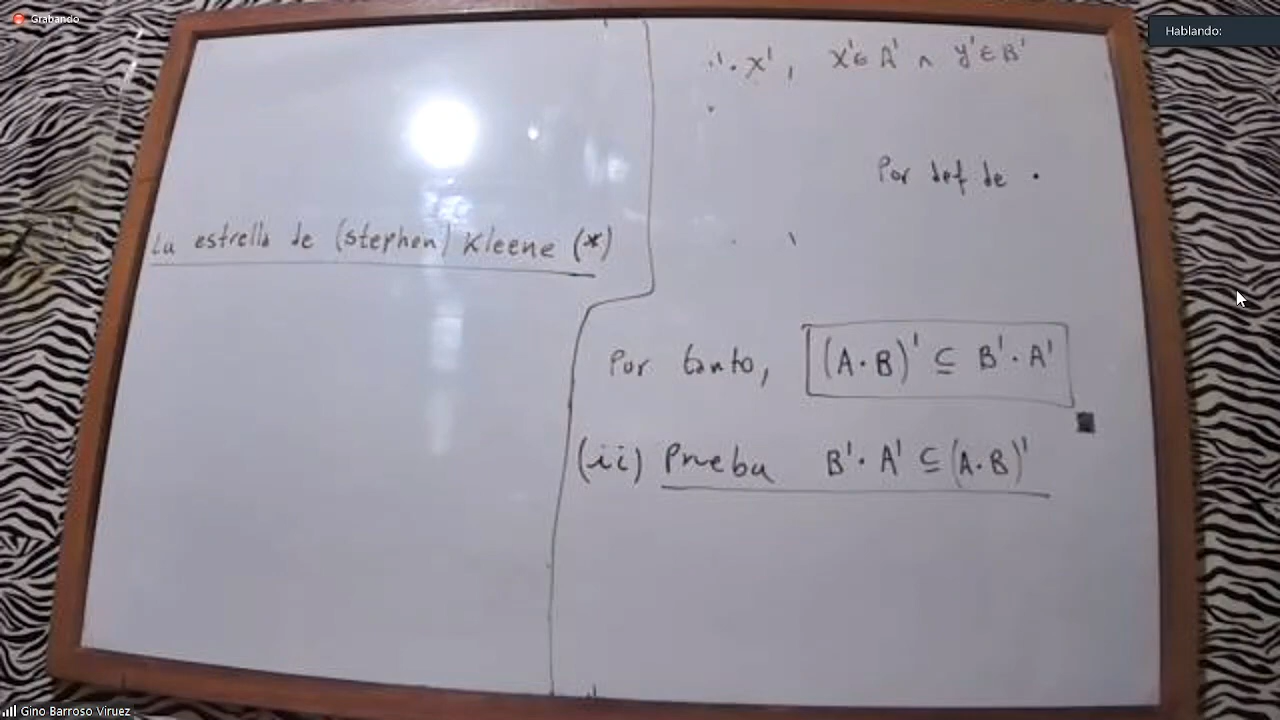 Grabando
Hablando:
La estrella de (stephen) Kleene (*)
x', x'∈ A' ∧ y'∈ B'
Por def de •
Por tanto, (A·B)' ⊆ B'·A'
(ii) Prueba B'·A' ⊆ (A·B)'
Gino Barroso Viruez